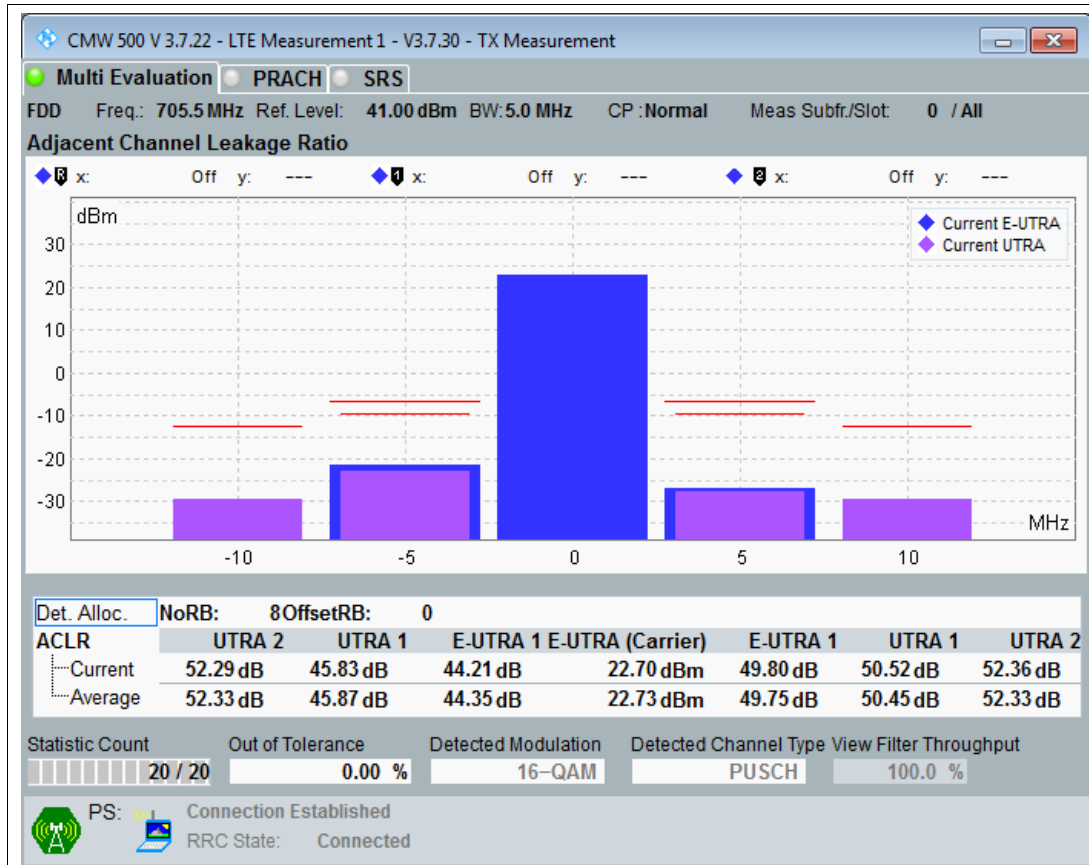 CMW 500 V 3.7.22 - LTE Measurement 1 - V3.7.30 - TX Measurement
Multi Evaluation PRACH SRS
FDD Freq.: 705.5 MHz Ref. Level: 41.00 dBm BW: 5.0 MHz CP : Normal Meas Subfr./Slot: 0 / All
Adjacent Channel Leakage Ratio
R x: Off y: --- 1 x: Off y: --- 2 x: Off y: ---
dBm
Current E-UTRA
Current UTRA
30
20
10
0
-10
-20
-30
MHz
-10 -5 0 5 10
Det. Alloc. NoRB: 8 OffsetRB: 0
ACLR UTRA 2 UTRA 1 E-UTRA 1 E-UTRA (Carrier) E-UTRA 1 UTRA 1 UTRA 2
Current 52.29 dB 45.83 dB 44.21 dB 22.70 dBm 49.80 dB 50.52 dB 52.36 dB
Average 52.33 dB 45.87 dB 44.35 dB 22.73 dBm 49.75 dB 50.45 dB 52.33 dB
Statistic Count Out of Tolerance Detected Modulation Detected Channel Type View Filter Throughput
20 / 20 0.00 % 16-QAM PUSCH 100.0 %
PS: Connection Established
RRC State: Connected